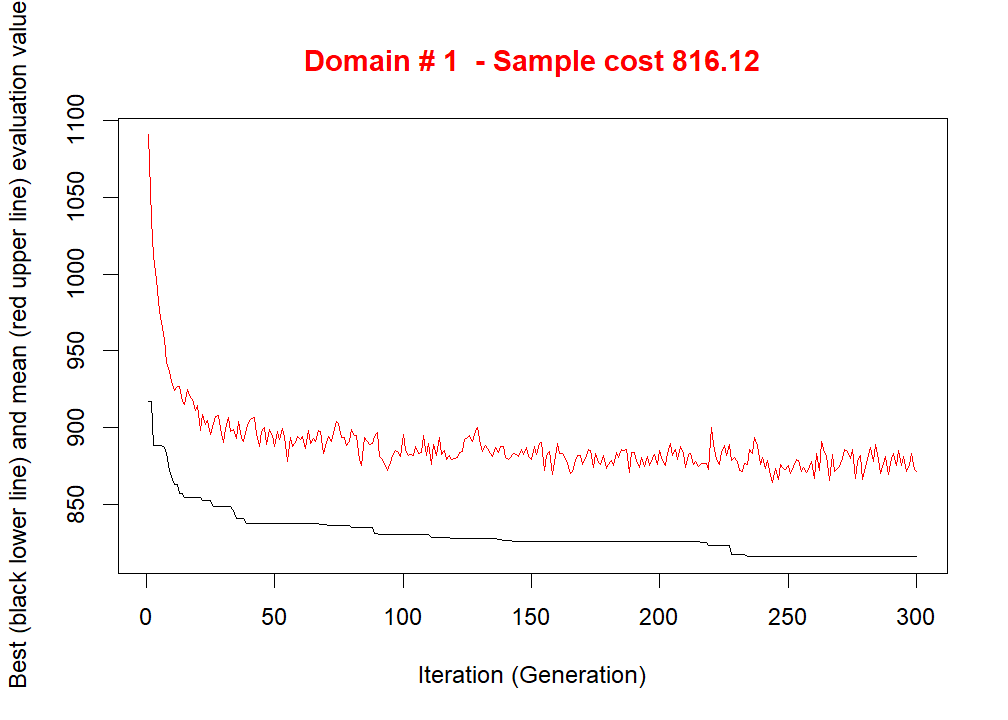 Domain # 1  - Sample cost 816.12
Best (black lower line) and mean (red upper line) evaluation value
1100
1050
1000
950
900
850
0 50 100 150 200 250 300
Iteration (Generation)